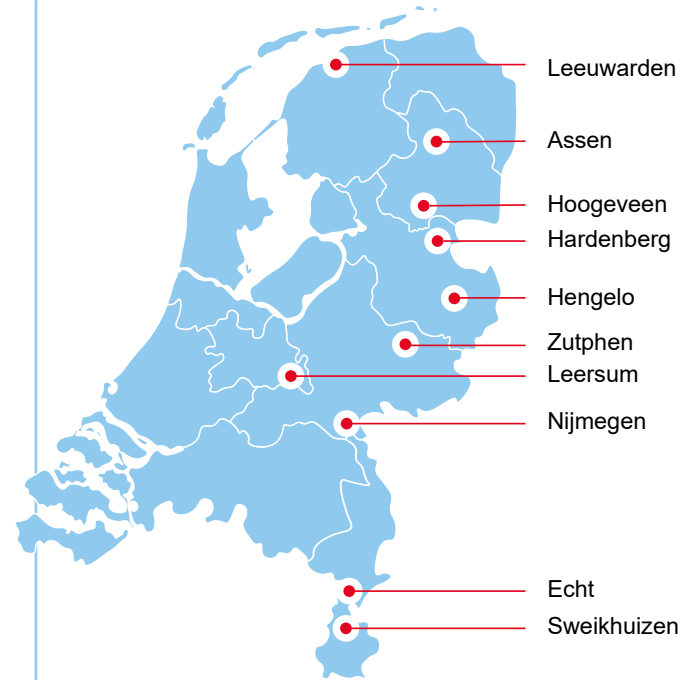 Leeuwarden
Assen
Hoogeveen
Hardenberg
Hengelo
Zutphen
Leersum
Nijmegen
Echt
Sweikhuizen